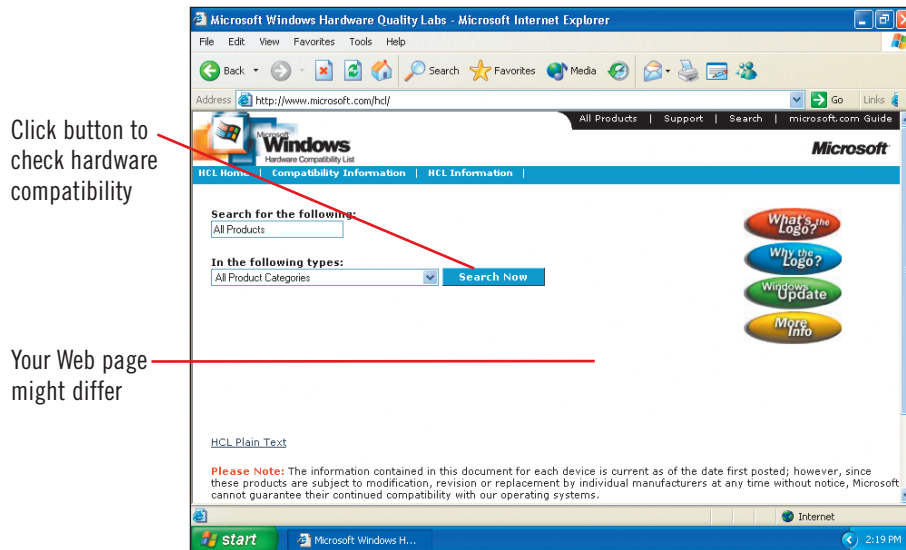 Microsoft Windows Hardware Quality Labs - Microsoft Internet Explorer
File Edit View Favorites Tools Help
Back Search Favorites Media
Address http://www.microsoft.com/hcl/ Go Links
All Products | Support | Search | microsoft.com Guide
Microsoft
Windows
Hardware Compatibility List
Microsoft
HCL Home | Compatibility Information | HCL Information |
Click button to
check hardware
compatibility
Search for the following:
All Products
In the following types:
All Product Categories
Search Now
What's the
Logo?
Why the
Logo?
Windows
Update
More
Info
Your Web page
might differ
HCL Plain Text
Please Note: The information contained in this document for each device is current as of the date first posted; however, since
these products are subject to modification, revision or replacement by individual manufacturers at any time without notice, Microsoft
cannot guarantee their continued compatibility with our operating systems.
Internet
start Microsoft Windows H... 2:19 PM